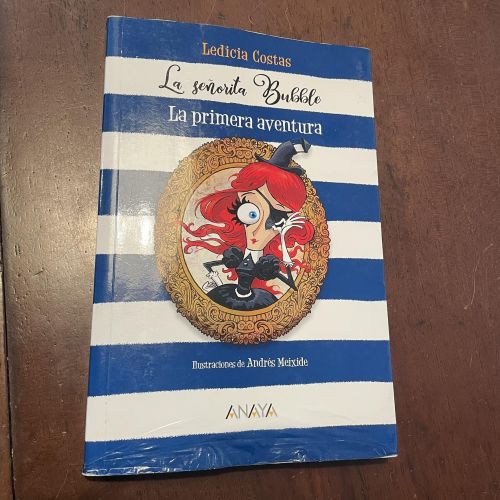 Ledicia Costas
La señorita Bubble
La primera aventura
Ilustraciones de Andrés Meixide
ANAYA